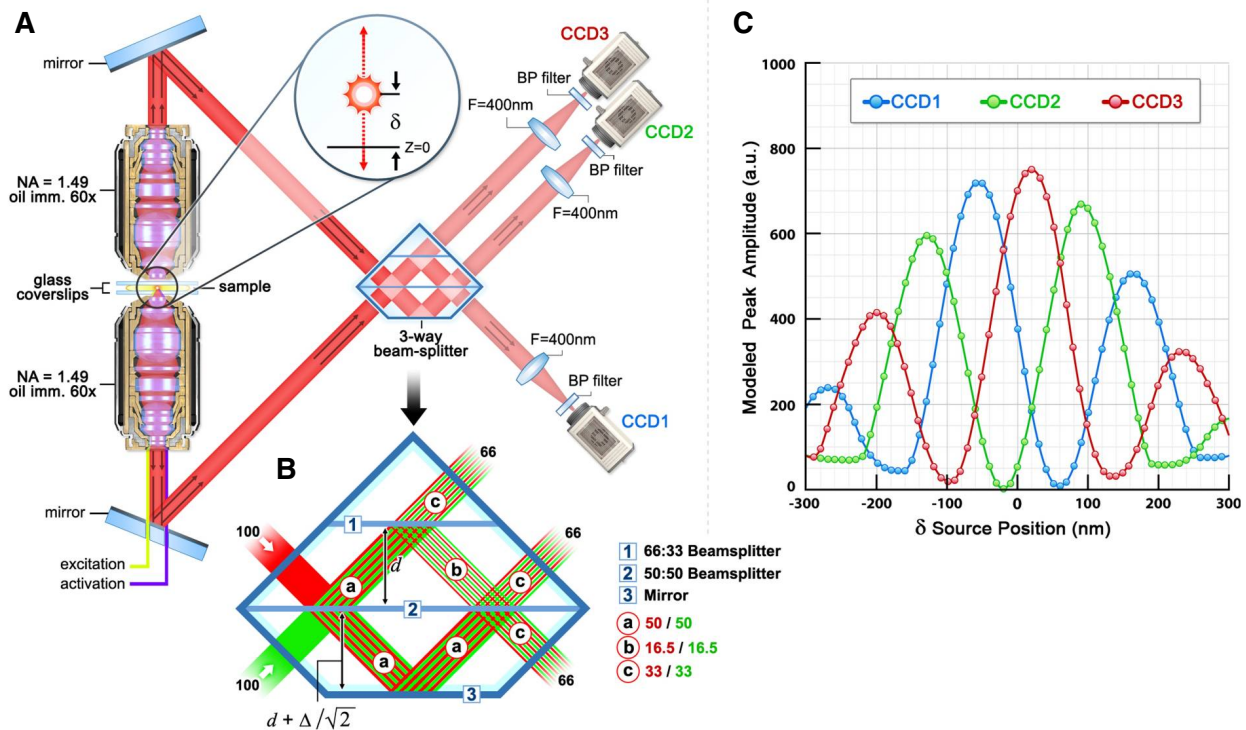 A
mirror
NA = 1.49
oil imm. 60x
glass
coverslips
sample
NA = 1.49
oil imm. 60x
mirror
excitation
activation
δ
Z=0
CCD3
BP filter
F=400nm
CCD2
BP filter
F=400nm
3-way
beam-splitter
F=400nm
BP filter
CCD1
B
100
100
66
66
66
1
2
3
a
a
a
b
c
c
c
d
d + Δ/√2
1 66:33 Beamsplitter
2 50:50 Beamsplitter
3 Mirror
a 50 / 50
b 16.5 / 16.5
c 33 / 33
C
CCD1 CCD2 CCD3
Modeled Peak Amplitude (a.u.)
1000
800
600
400
200
0
-300 -200 -100 0 100 200 300
δ Source Position (nm)